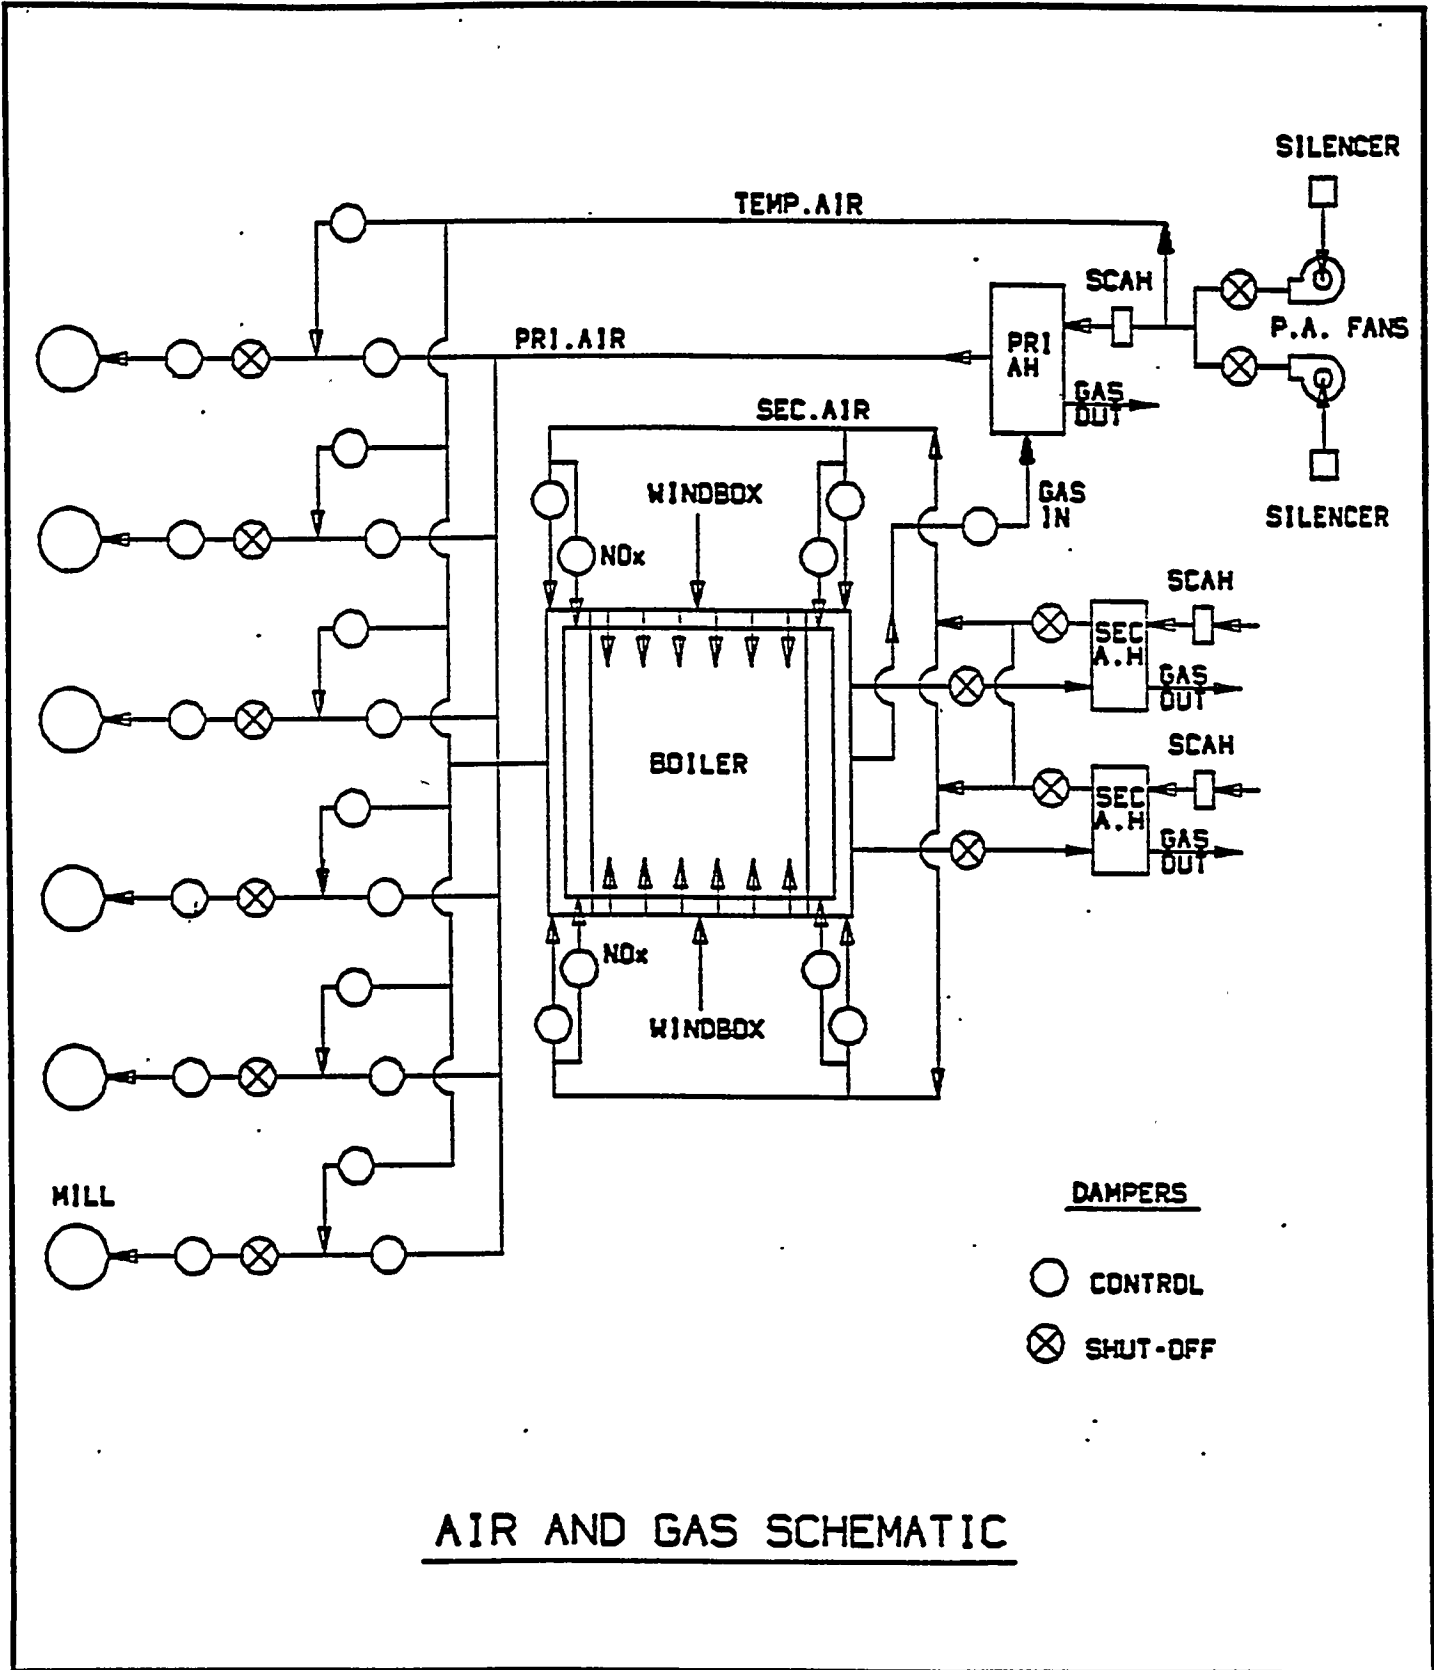 SILENCER
TEMP.AIR
SCAH
P.A. FANS
PRI.AIR
PRI
AH
GAS
OUT
SEC.AIR
WINDBOX
GAS
IN
SILENCER
NOx
SCAH
SEC
A.H
GAS
OUT
BOILER
SCAH
SEC
A.H
GAS
OUT
NOx
WINDBOX
MILL
DAMPERS
CONTROL
SHUT-OFF
AIR AND GAS SCHEMATIC